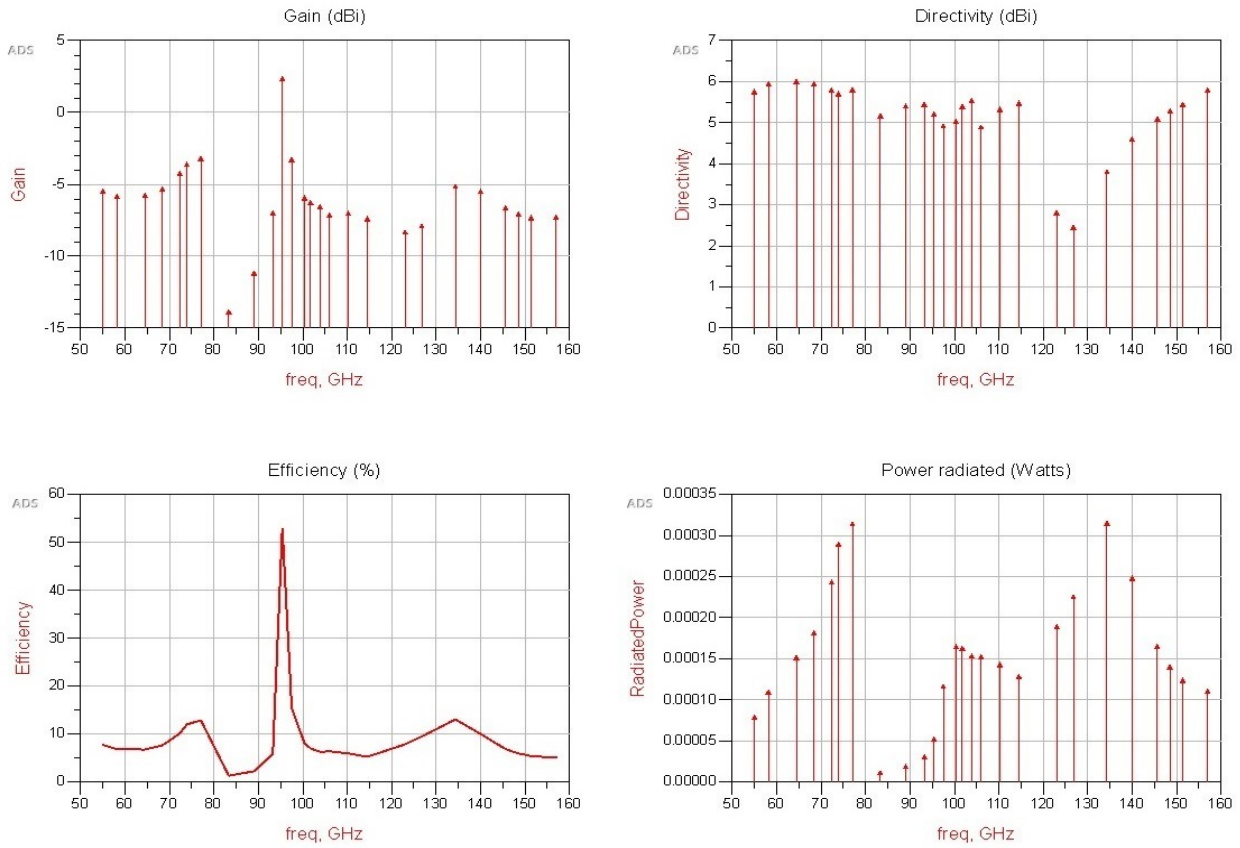 Gain (dBi)
ADS
5
0
-5
-10
-15
Gain
50 60 70 80 90 100 110 120 130 140 150 160
freq, GHz
Directivity (dBi)
ADS
7
6
5
4
3
2
1
0
Directivity
50 60 70 80 90 100 110 120 130 140 150 160
freq, GHz
Efficiency (%)
ADS
60
50
40
30
20
10
0
Efficiency
50 60 70 80 90 100 110 120 130 140 150 160
freq, GHz
Power radiated (Watts)
ADS
0.00035
0.00030
0.00025
0.00020
0.00015
0.00010
0.00005
0.00000
RadiatedPower
50 60 70 80 90 100 110 120 130 140 150 160
freq, GHz